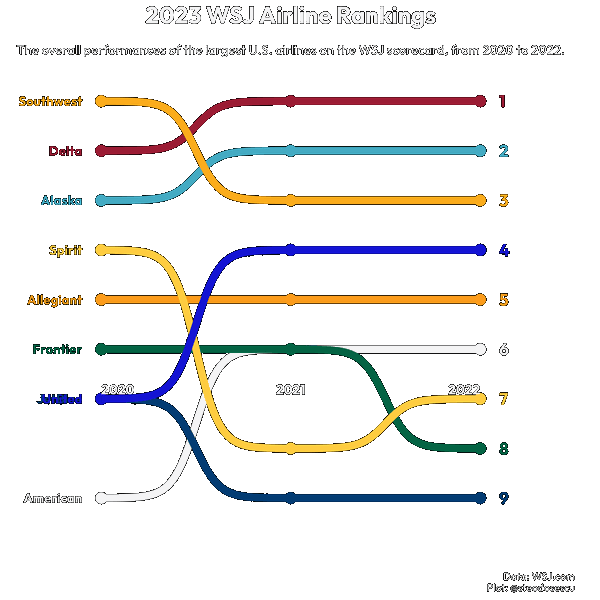 2023 WSJ Airline Rankings
The overall performances of the largest U.S. airlines on the WSJ scorecard, from 2020 to 2022.
Southwest 1
Delta 2
Alaska 3
Spirit 4
Allegiant 5
Frontier 6
2020 2021 2022
7
8
American 9
Data: WSJ.com
Plot: @steodosescu